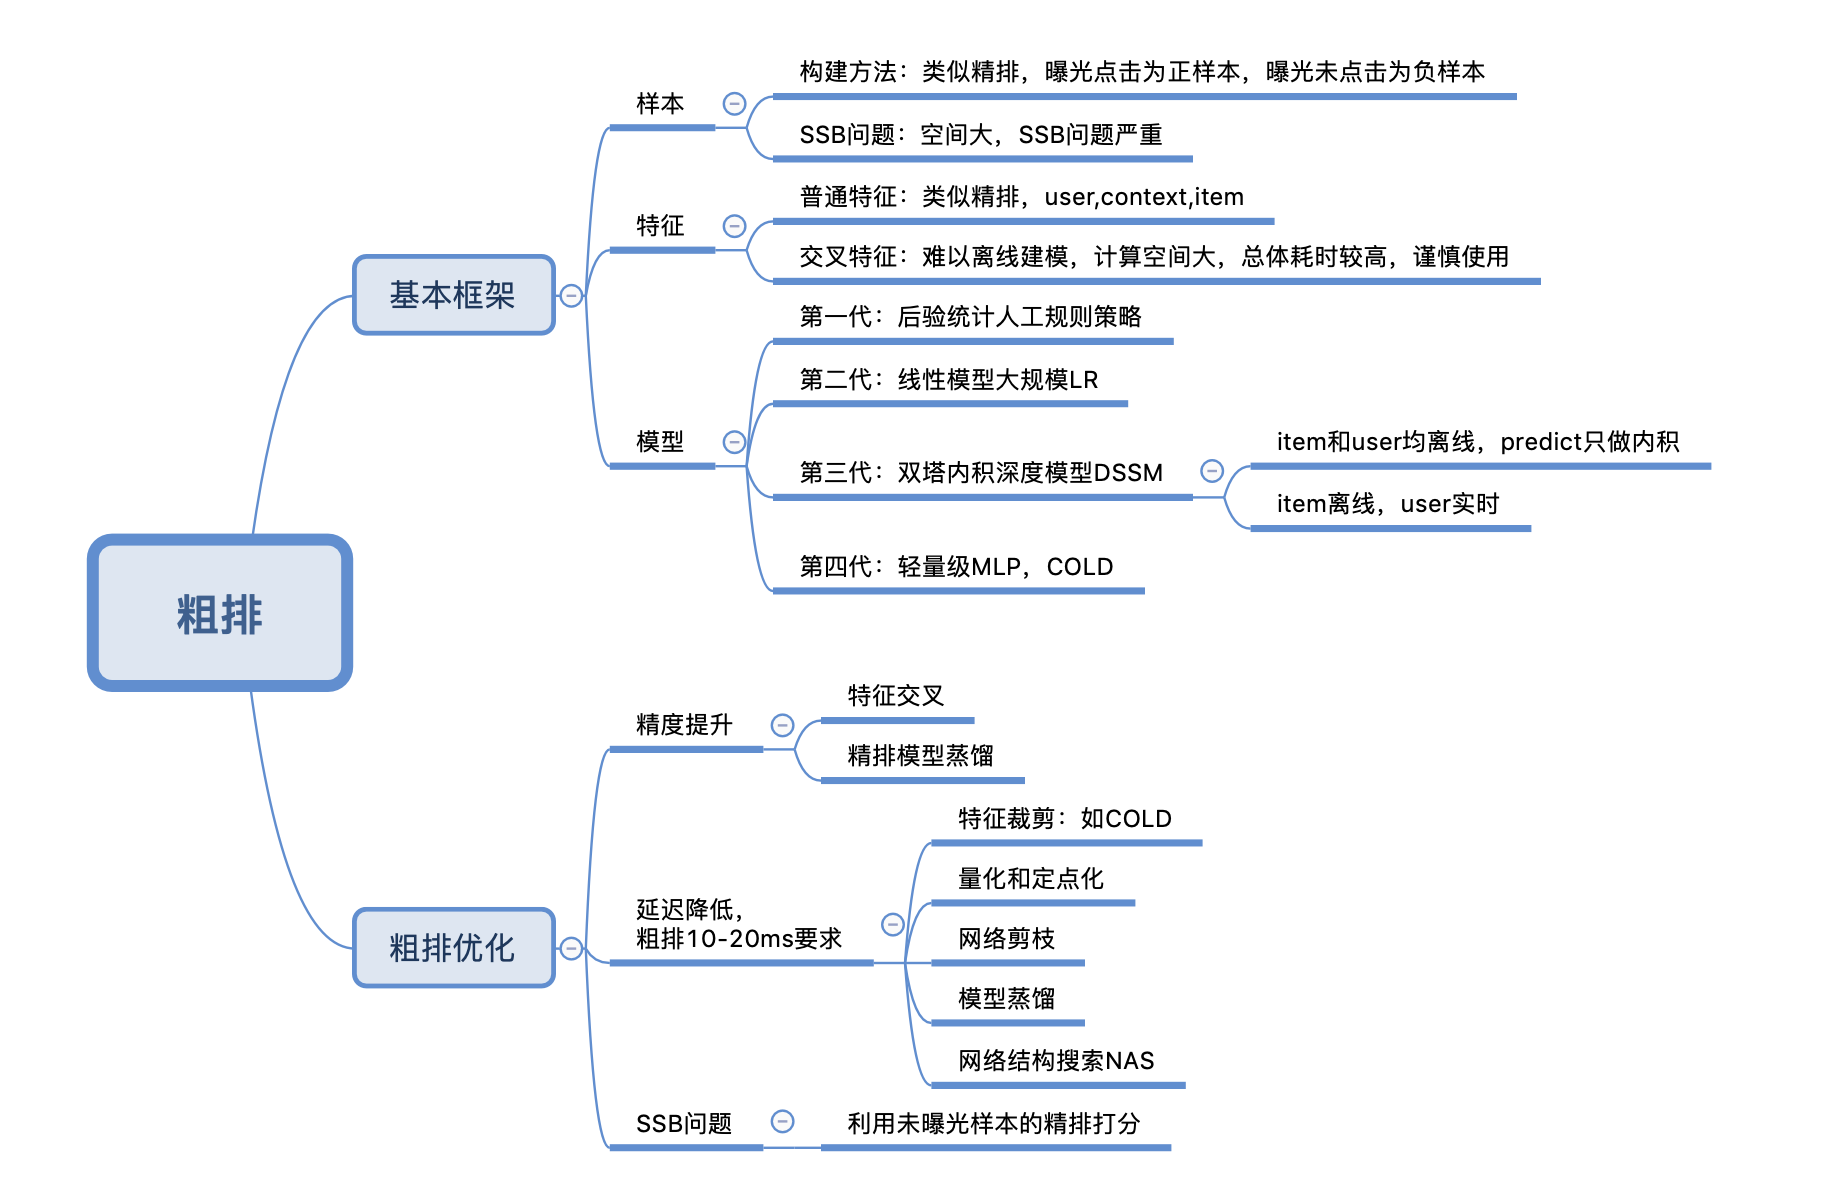 粗排
基本框架
样本
构建方法：类似精排，曝光点击为正样本，曝光未点击为负样本
SSB问题：空间大，SSB问题严重
特征
普通特征：类似精排，user,context,item
交叉特征：难以离线建模，计算空间大，总体耗时较高，谨慎使用
模型
第一代：后验统计人工规则策略
第二代：线性模型大规模LR
第三代：双塔内积深度模型DSSM
item和user均离线，predict只做内积
item离线，user实时
第四代：轻量级MLP，COLD
粗排优化
精度提升
特征交叉
精排模型蒸馏
延迟降低，
粗排10-20ms要求
特征裁剪：如COLD
量化和定点化
网络剪枝
模型蒸馏
网络结构搜索NAS
SSB问题
利用未曝光样本的精排打分